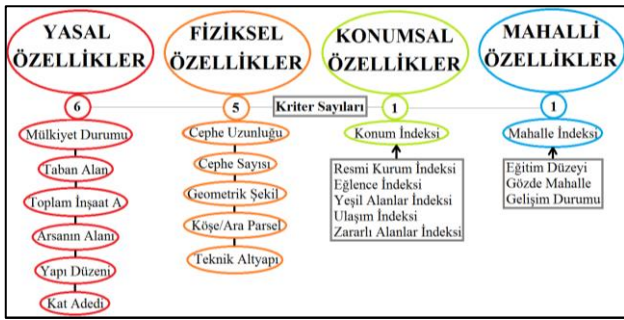 YASAL
ÖZELLİKLER
FİZİKSEL
ÖZELLİKLER
KONUMSAL
ÖZELLİKLER
MAHALLİ
ÖZELLİKLER
6
5
Kriter Sayıları
1
1
Mülkiyet Durumu
Taban Alan
Toplam İnşaat A
Arsanın Alanı
Yapı Düzeni
Kat Adedi
Cephe Uzunluğu
Cephe Sayısı
Geometrik Şekil
Köşe/Ara Parsel
Teknik Altyapı
Konum İndeksi
Resmi Kurum İndeksi
Eğlence İndeksi
Yeşil Alanlar İndeksi
Ulaşım İndeksi
Zararlı Alanlar İndeksi
Mahalle İndeksi
Eğitim Düzeyi
Gözde Mahalle
Gelişim Durumu